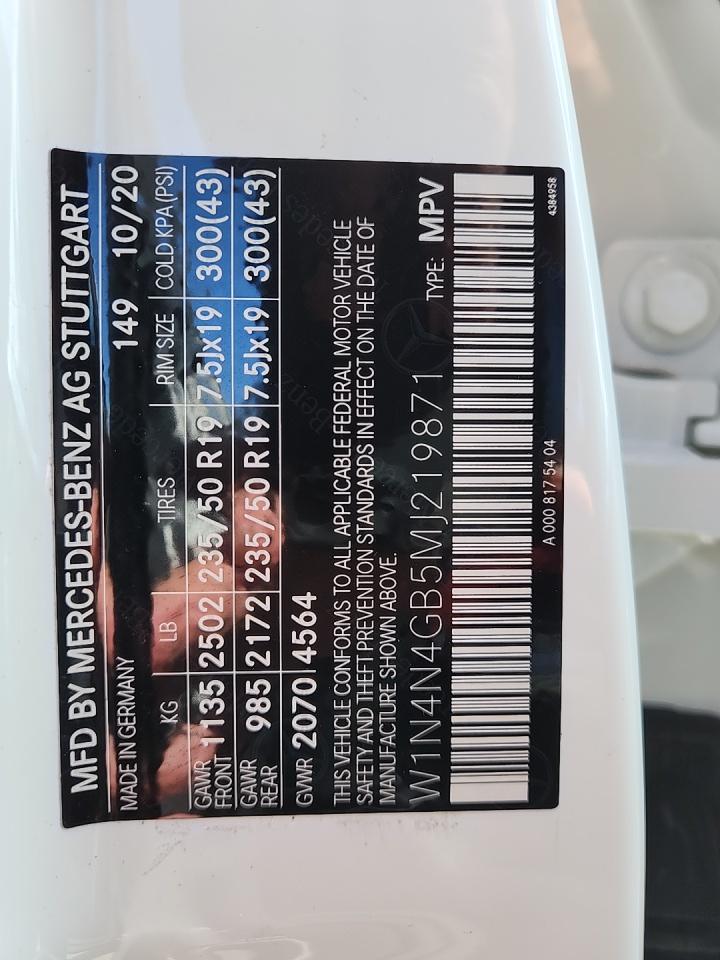 MFD BY MERCEDES-BENZ AG STUTTGART
MADE IN GERMANY 149 10/20
KG LB TIRES RIM SIZE COLD KPA (PSI)
GAWR FRONT 1135 2502 235/50 R19 7.5Jx19 300(43)
GAWR REAR 985 2172 235/50 R19 7.5Jx19 300(43)
GVWR 2070 4564
THIS VEHICLE CONFORMS TO ALL APPLICABLE FEDERAL MOTOR VEHICLE
SAFETY AND THEFT PREVENTION STANDARDS IN EFFECT ON THE DATE OF
MANUFACTURE SHOWN ABOVE.
W1N4N4GB5MJ219871 TYPE: MPV
A 000 817 54 04 4384958